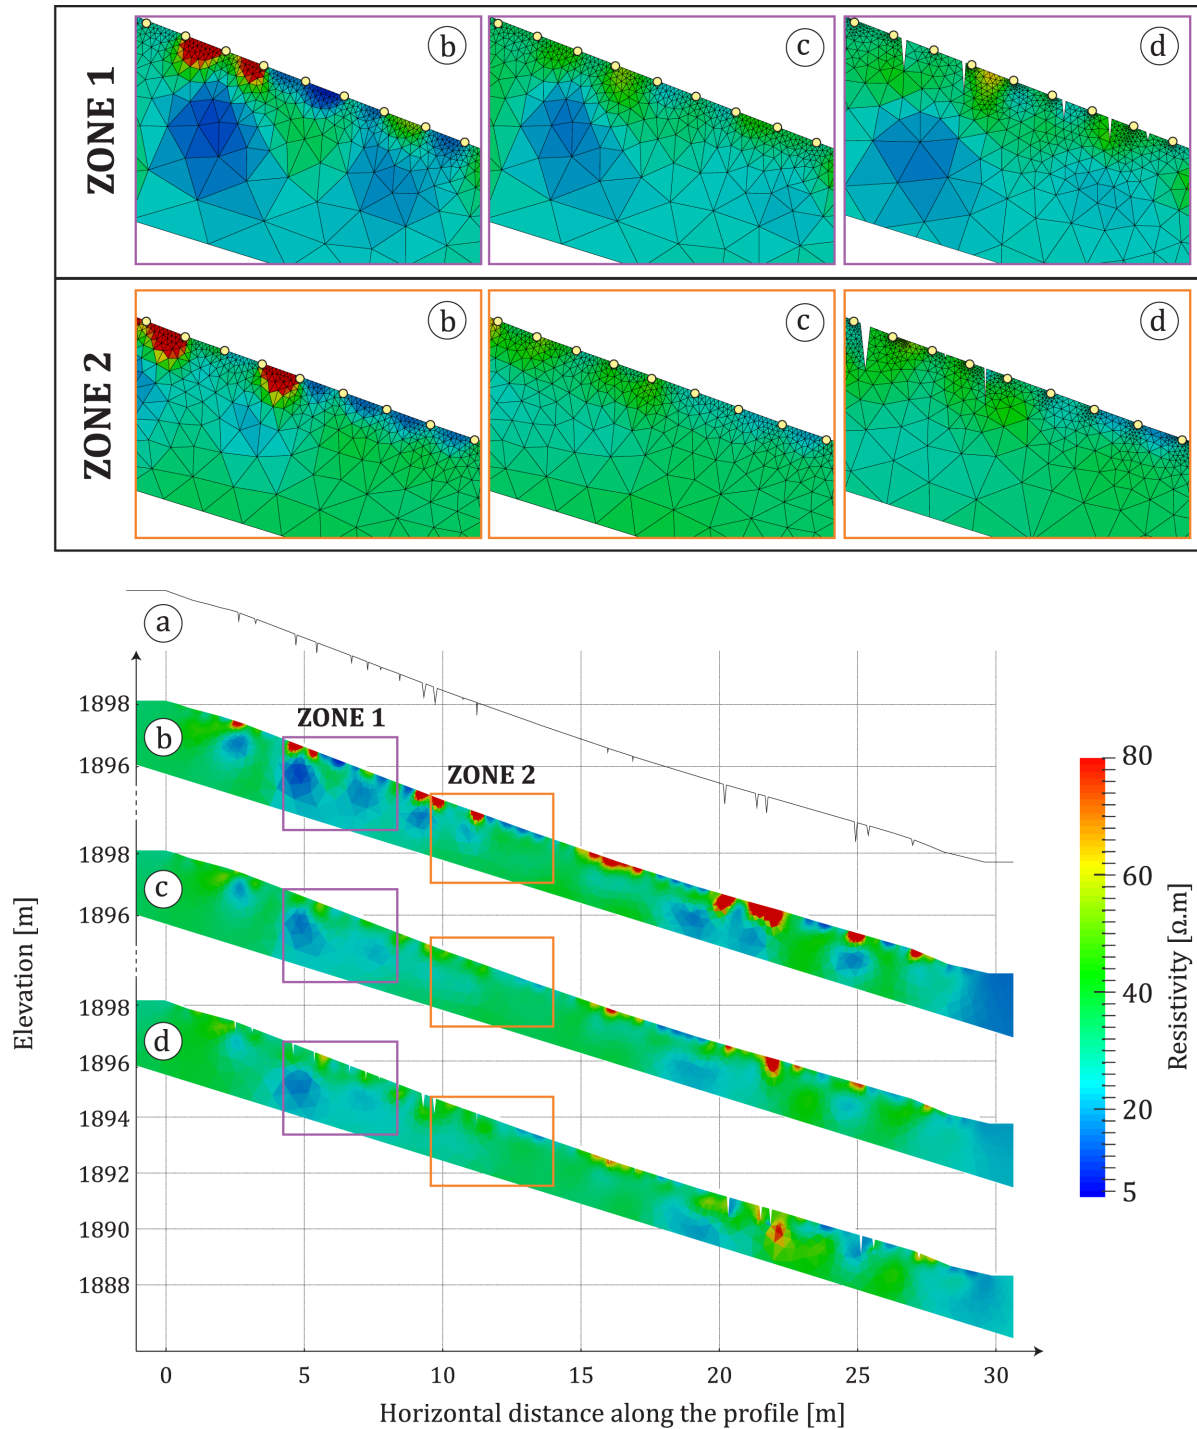 ZONE 1
b
c
d
ZONE 2
b
c
d
a
1898
b
1896
ZONE 1
ZONE 2
1898
c
1896
1898
d
1896
1894
1892
1890
1888
0 5 10 15 20 25 30
Horizontal distance along the profile [m]
Elevation [m]
80
60
40
20
5
Resistivity [Ω.m]